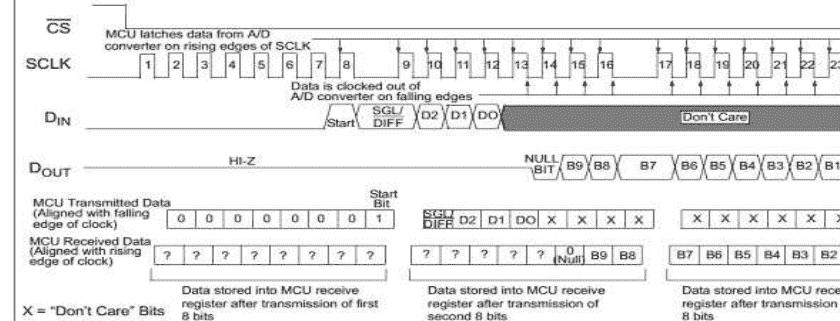 CS
MCU latches data from A/D
converter on rising edges of SCLK
SCLK 1 2 3 4 5 6 7 8 9 10 11 12 13 14 15 16 17 18 19 20 21 22 23
Data is clocked out of
A/D converter on falling edges
DIN Start SGL/ DIFF D2 D1 DO Don't Care
DOUT HI-Z NULL BIT B9 B8 B7 B6 B5 B4 B3 B2 B1
Start
Bit
MCU Transmitted Data
(Aligned with falling
edge of clock)
0 0 0 0 0 0 0 1 SGL/ DIFF D2 D1 DO X X X X X X X X X
MCU Received Data
(Aligned with rising
edge of clock)
? ? ? ? ? ? ? ? ? ? ? ? ? 0 (Null) B9 B8 B7 B6 B5 B4 B3 B2
Data stored into MCU receive
register after transmission of first
8 bits
Data stored into MCU receive
register after transmission of
second 8 bits
Data stored into MCU rece
register after transmission
8 bits
X = "Don't Care" Bits